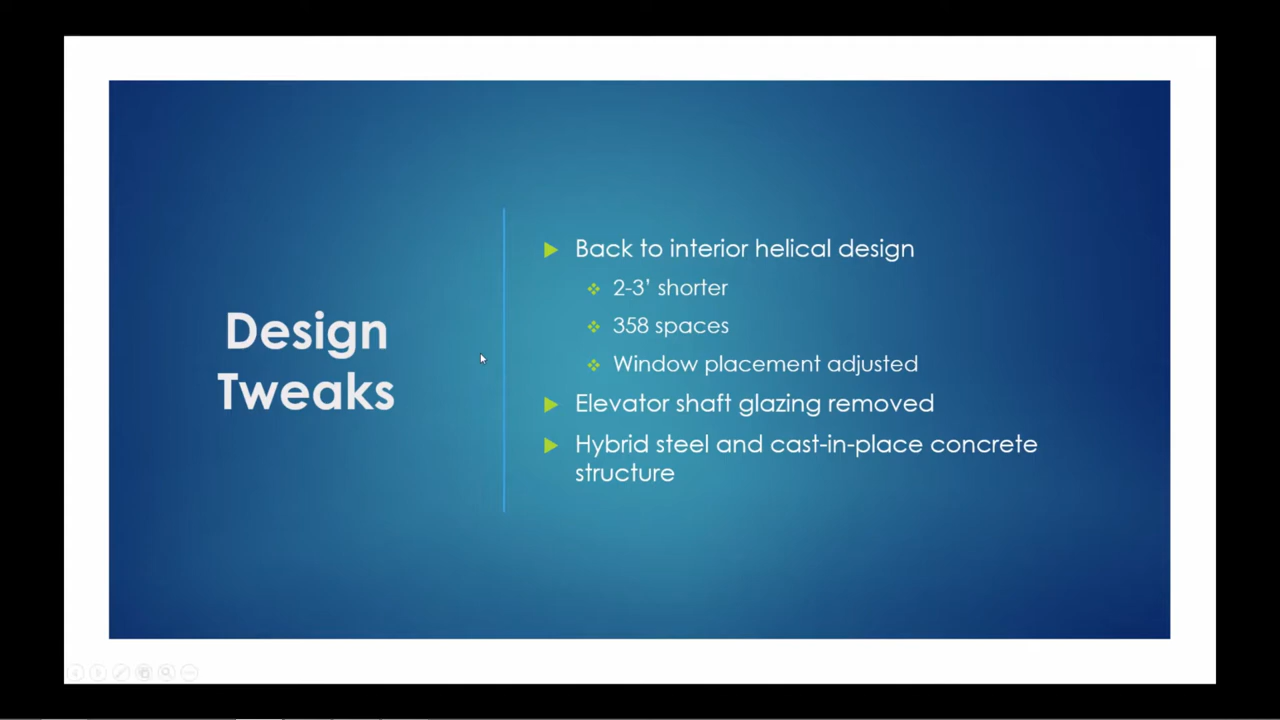 Design
Tweaks
Back to interior helical design
2-3’ shorter
358 spaces
Window placement adjusted
Elevator shaft glazing removed
Hybrid steel and cast-in-place concrete
structure